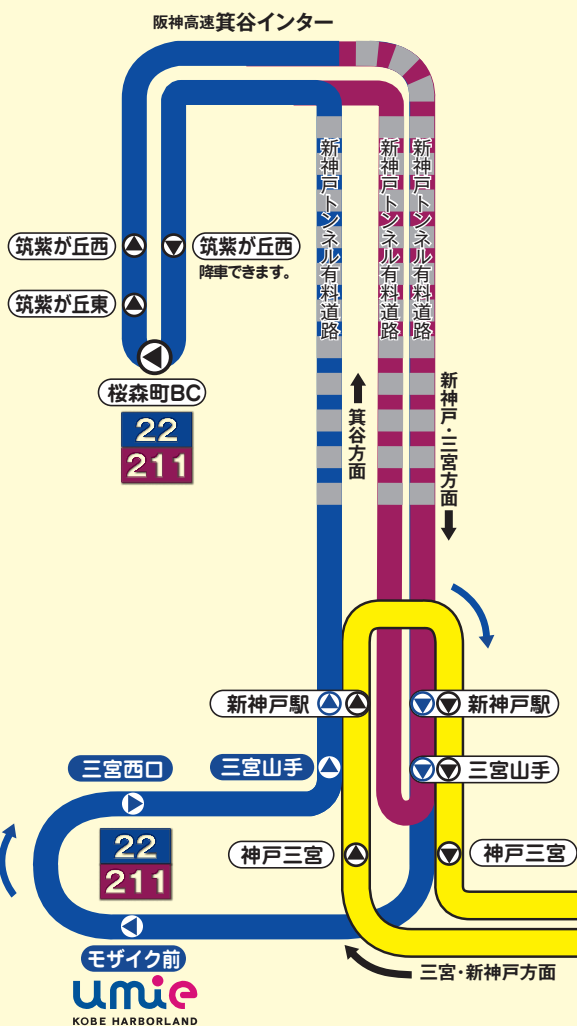 阪神高速箕谷インター
新神戸トンネル有料道路
新神戸トンネル有料道路
新神戸トンネル有料道路
筑紫が丘西
筑紫が丘西
降車できます。
筑紫が丘東
桜森町BC
22
211
箕谷方面
新神戸・三宮方面
新神戸駅
新神戸駅
三宮西口
三宮山手
三宮山手
22
211
神戸三宮
神戸三宮
モザイク前
三宮・新神戸方面
umie
KOBE HARBORLAND